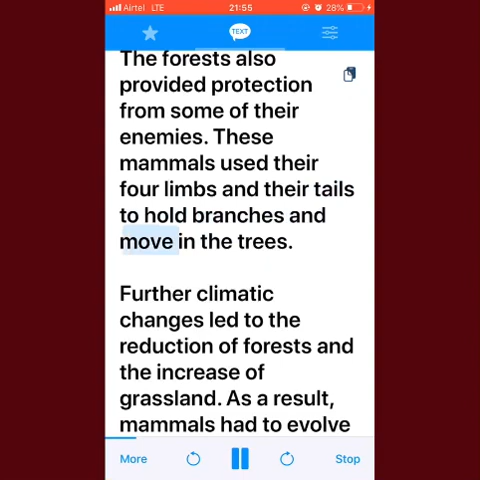 Airtel LTE 21:55 28%
TEXT
The forests also
provided protection
from some of their
enemies. These
mammals used their
four limbs and their tails
to hold branches and
move in the trees.
Further climatic
changes led to the
reduction of forests and
the increase of
grassland. As a result,
mammals had to evolve
More Stop